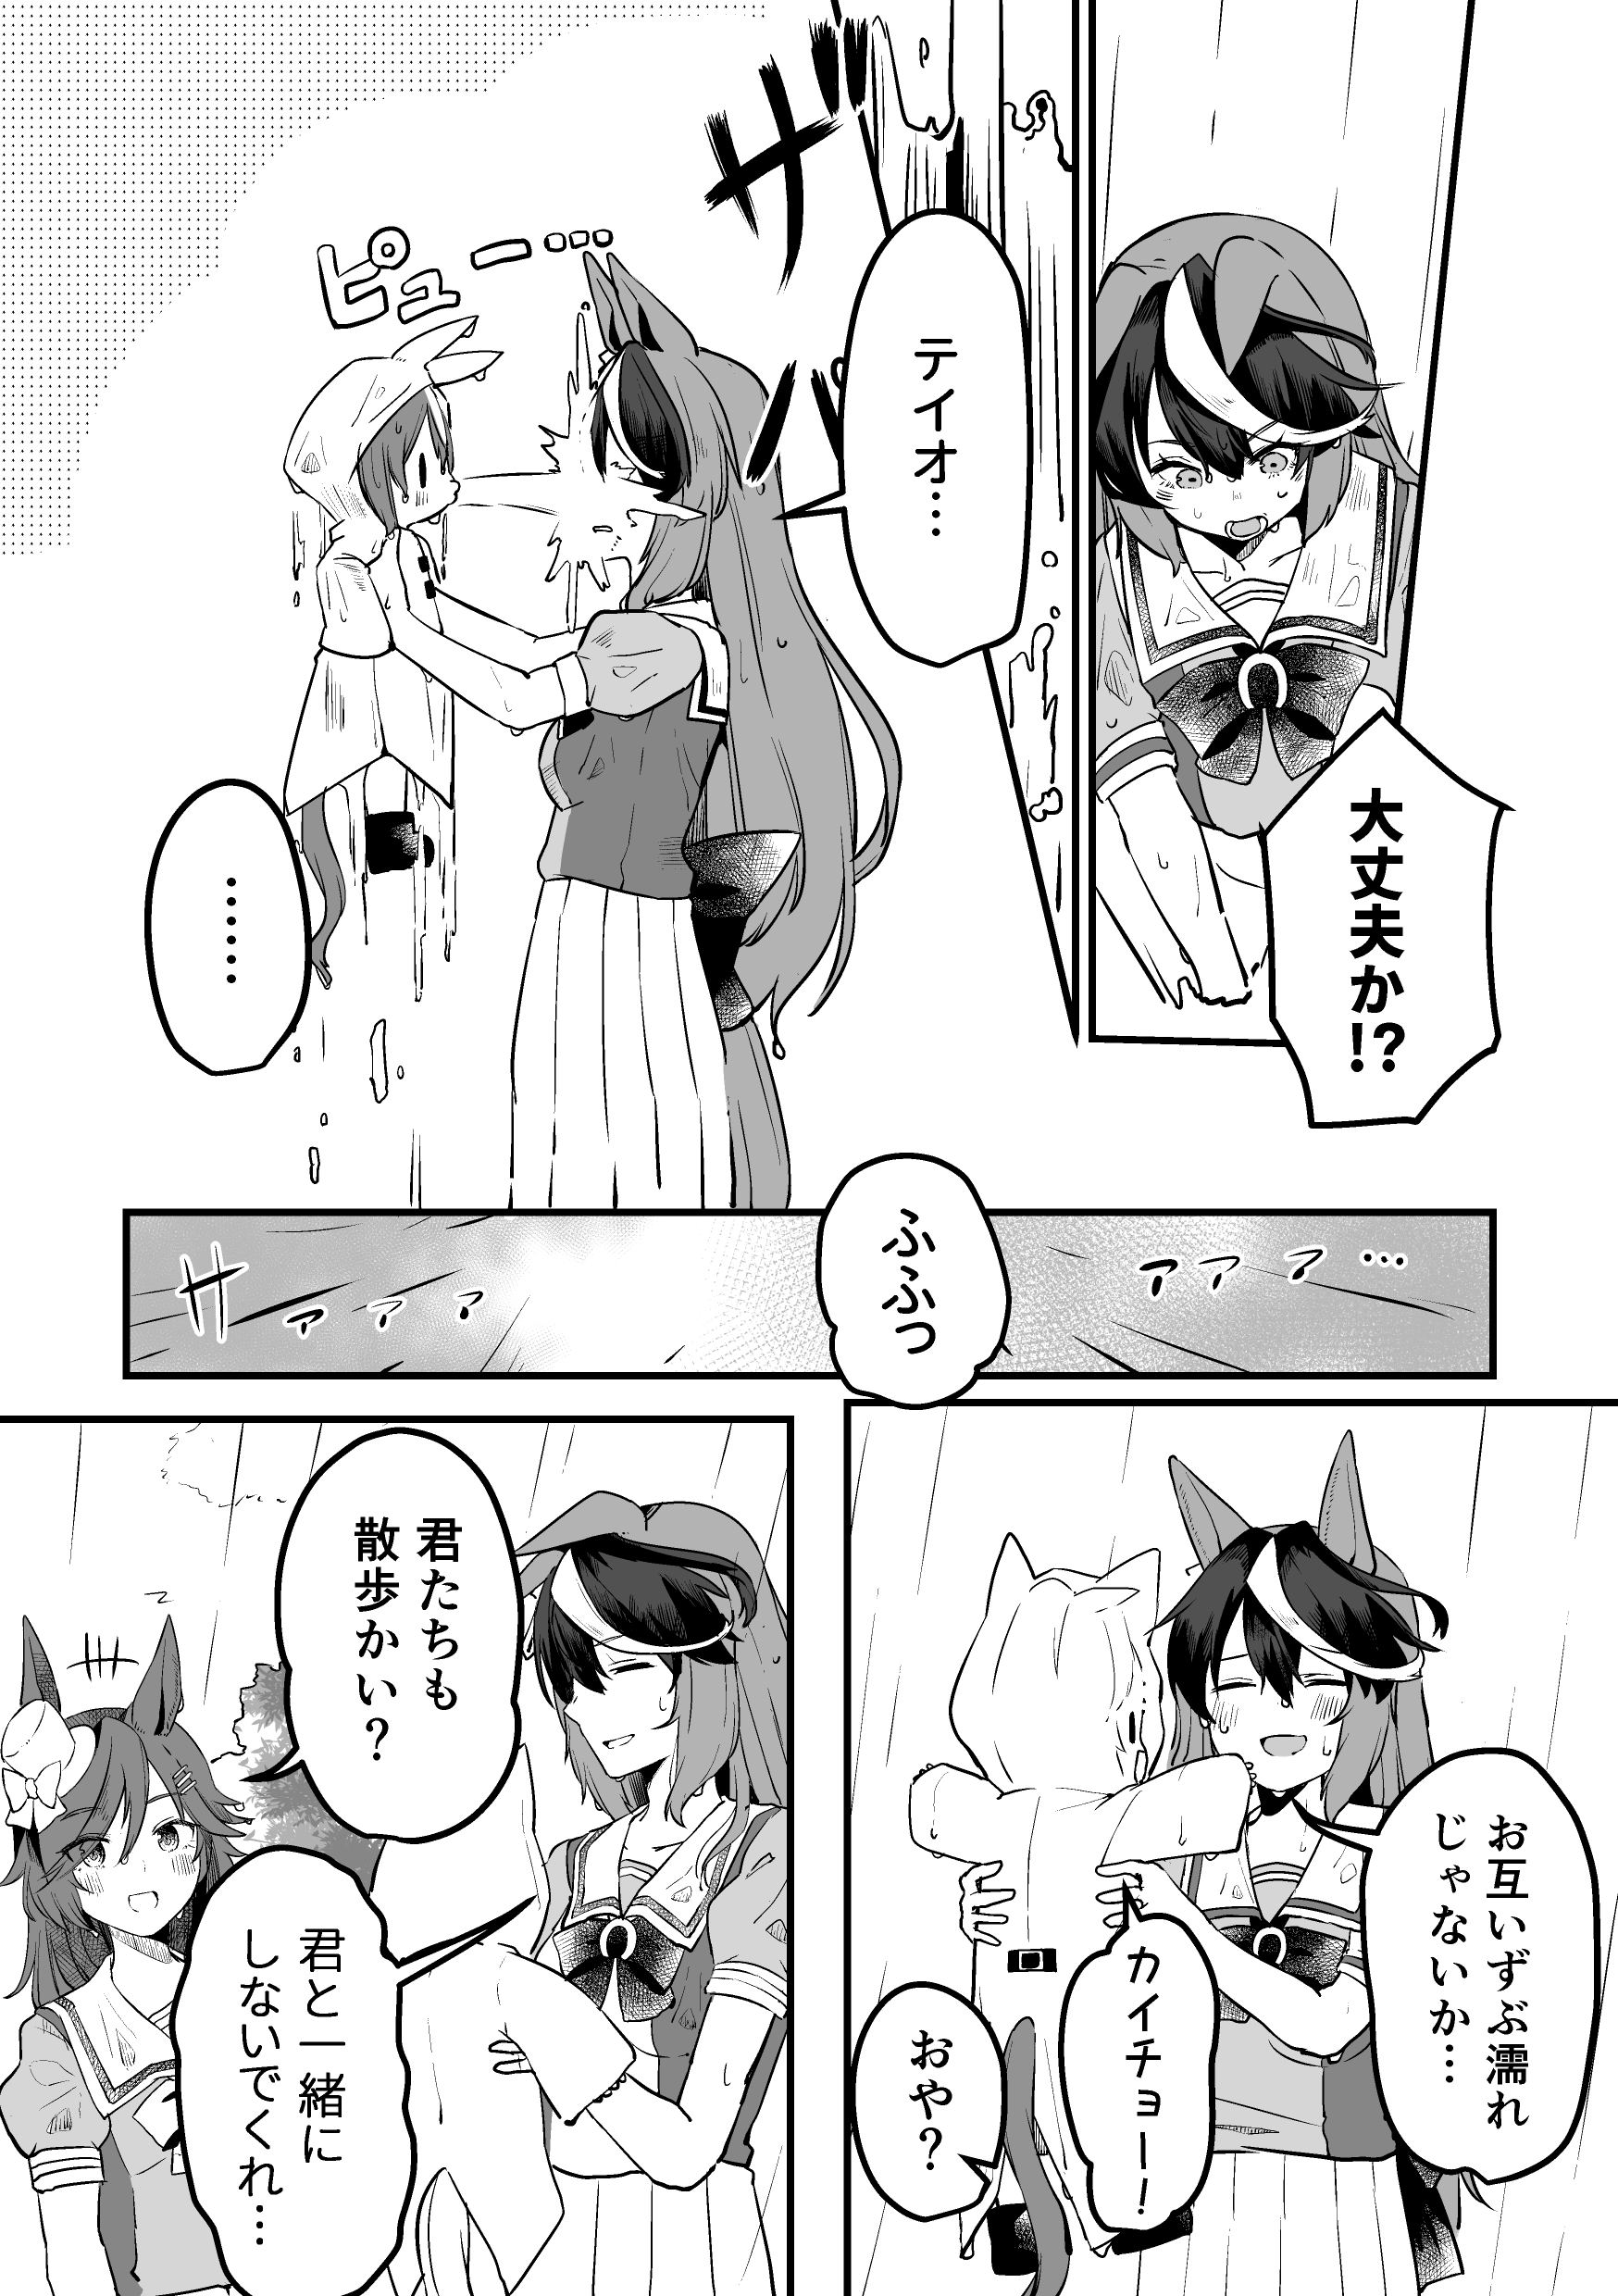 大丈夫か!?
ザバッ
テイオ…
ピュー…
……
ふふっ
ザァァァ
ァァァ…
お互いずぶ濡れ
じゃないか…
カイチョー!
おや?
君たちも
散歩かい?
君と一緒に
しないでくれ…